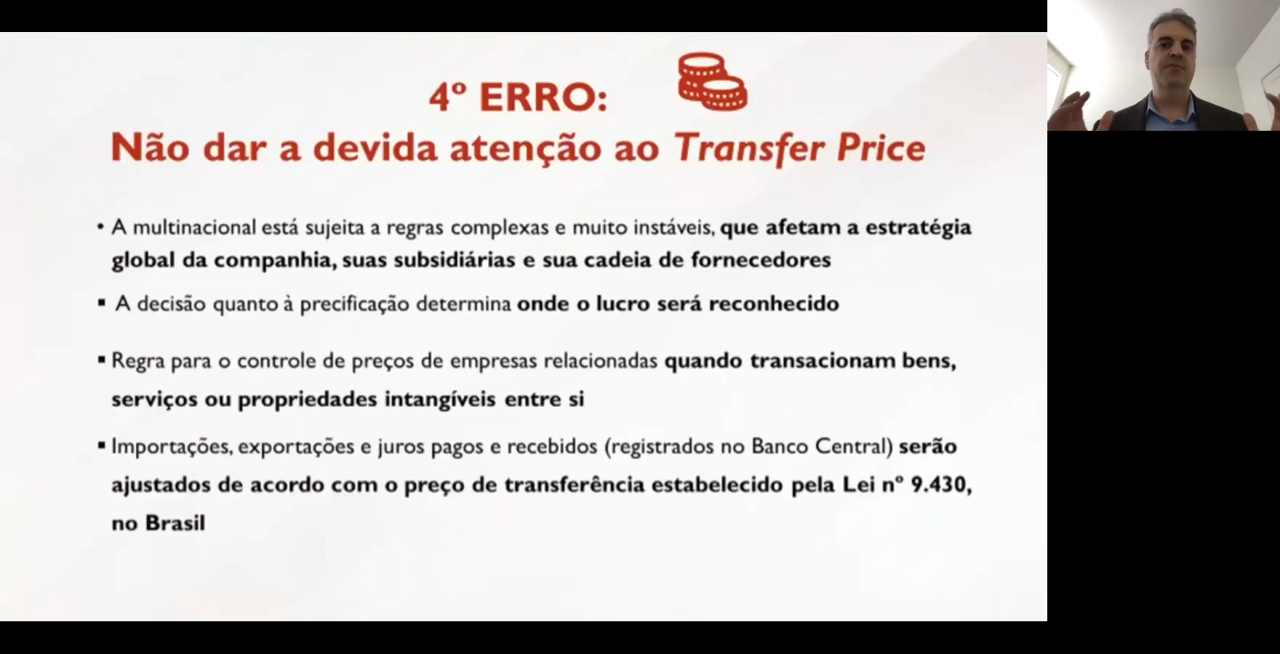 4º ERRO:
Não dar a devida atenção ao Transfer Price
• A multinacional está sujeita a regras complexas e muito instáveis, que afetam a estratégia
global da companhia, suas subsidiárias e sua cadeia de fornecedores
▪ A decisão quanto à precificação determina onde o lucro será reconhecido
▪ Regra para o controle de preços de empresas relacionadas quando transacionam bens,
serviços ou propriedades intangíveis entre si
▪ Importações, exportações e juros pagos e recebidos (registrados no Banco Central) serão
ajustados de acordo com o preço de transferência estabelecido pela Lei nº 9.430,
no Brasil